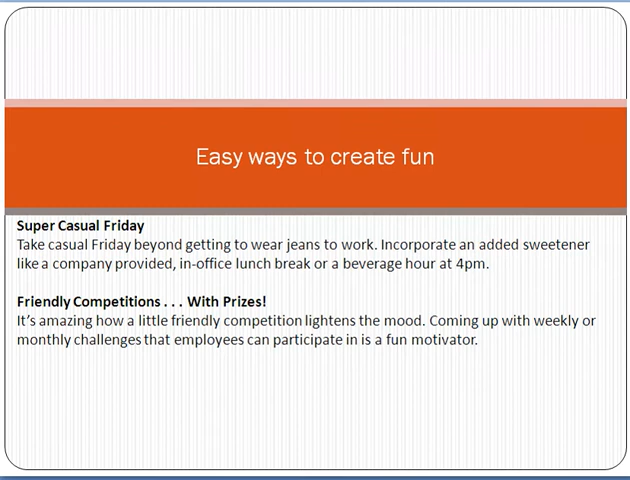 Easy ways to create fun
Super Casual Friday
Take casual Friday beyond getting to wear jeans to work. Incorporate an added sweetener
like a company provided, in-office lunch break or a beverage hour at 4pm.
Friendly Competitions . . . With Prizes!
It's amazing how a little friendly competition lightens the mood. Coming up with weekly or
monthly challenges that employees can participate in is a fun motivator.